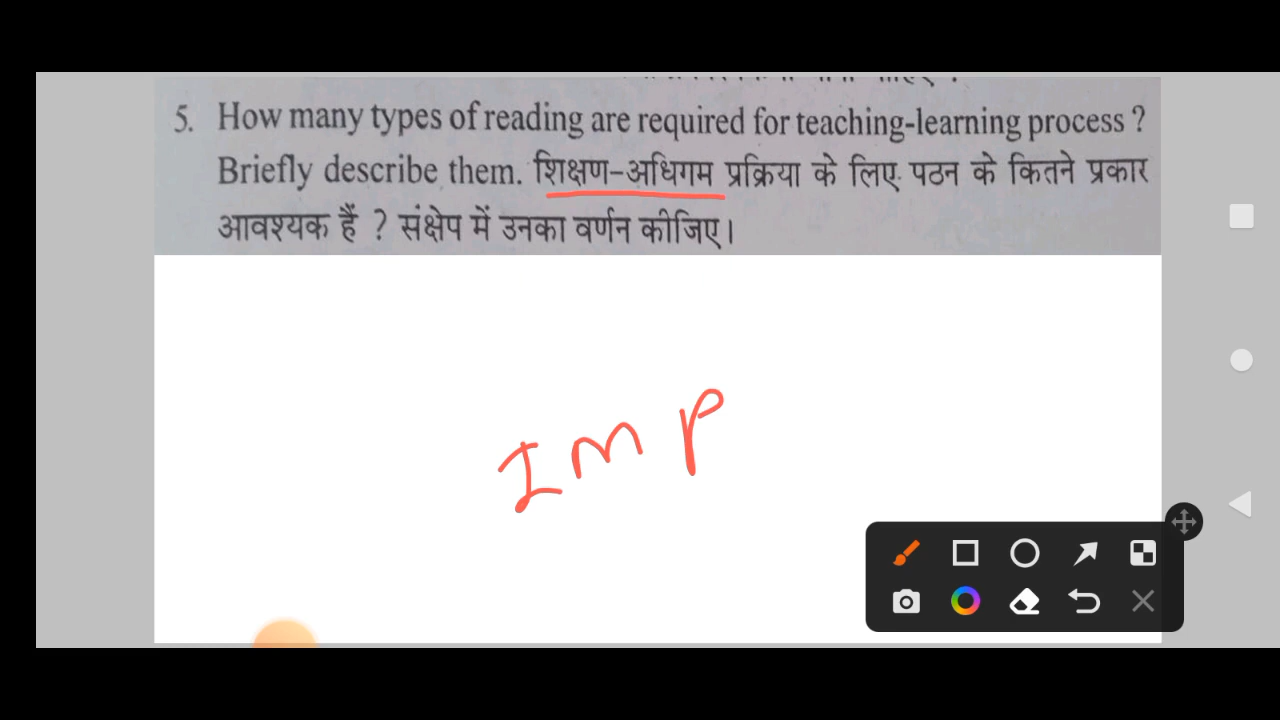 5. How many types of reading are required for teaching-learning process ?
Briefly describe them. शिक्षण-अधिगम प्रक्रिया के लिए पठन के कितने प्रकार
आवश्यक हैं ? संक्षेप में उनका वर्णन कीजिए।
Imp